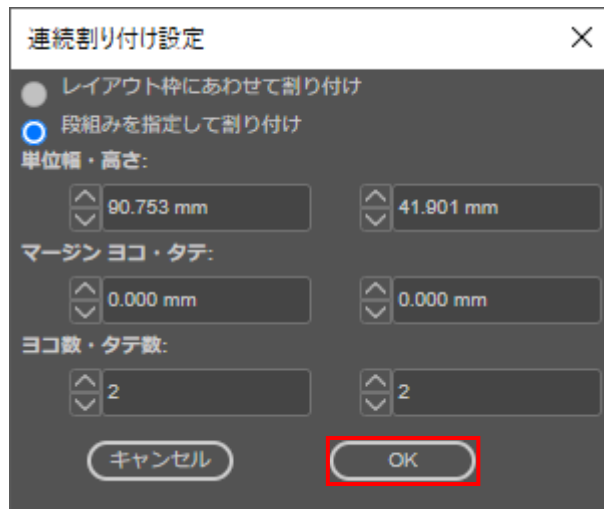 連続割り付け設定
レイアウト枠にあわせて割り付け
段組みを指定して割り付け
単位幅・高さ:
90.753 mm 41.901 mm
マージン ヨコ・タテ:
0.000 mm 0.000 mm
ヨコ数・タテ数:
2 2
キャンセル OK